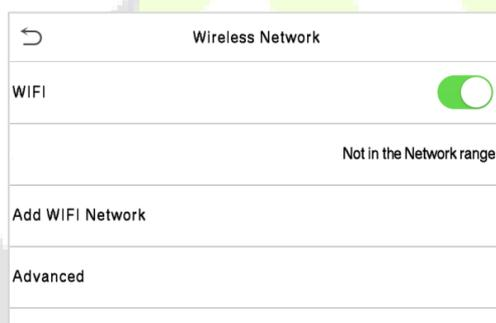 Wireless Network
WIFI
Not in the Network range
Add WIFI Network
Advanced